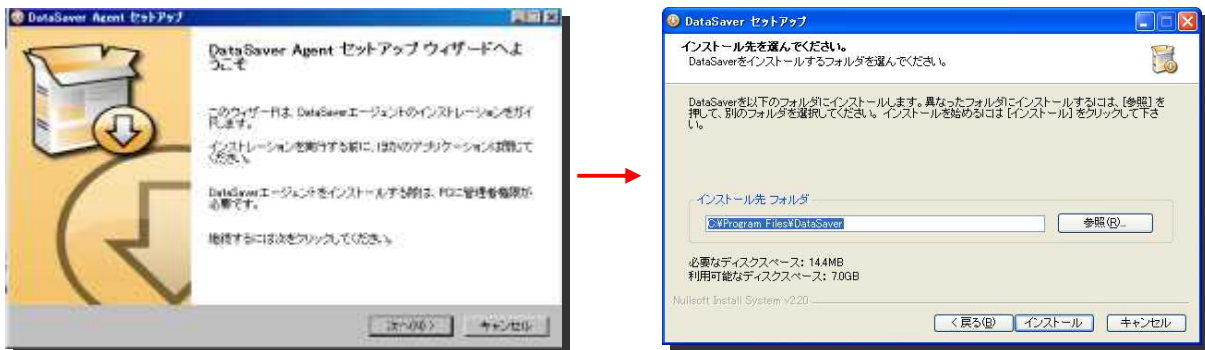 DataSaver Agent セットアップ
DataSaver Agent セットアップ ウィザードへよ
うこそ
このウィザードは、DataSaverエージェントのインストレーションをガイ
ドします。
インストレーションを実行する前に、ほかのアプリケーションは閉じて
ください。
DataSaverエージェントをインストールする時は、PCに管理者権限が
必要です。
継続するには次をクリックしてください。
次へ(N) >
キャンセル
DataSaver セットアップ
インストール先を選んでください。
DataSaverをインストールするフォルダを選んでください。
DataSaverを以下のフォルダにインストールします。異なったフォルダにインストールするには、[参照] を
押して、別のフォルダを選択してください。インストールを始めるには [インストール] をクリックして下さ
い。
インストール先 フォルダ
C:¥Program Files¥DataSaver
参照(R)...
必要なディスクスペース: 14.4MB
利用可能なディスクスペース: 7.0GB
Nullsoft Install System v2.20
< 戻る(B)
インストール
キャンセル